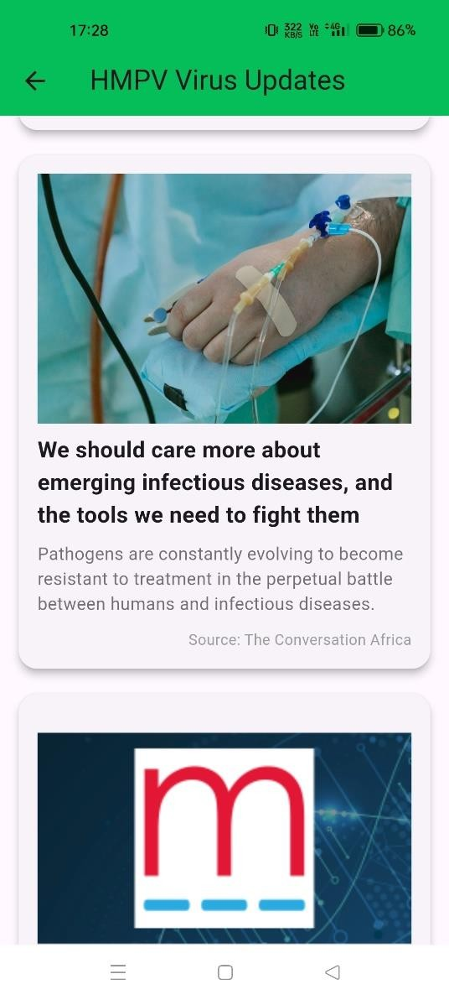 17:28
322
KB/S
Vo
LTE
4G
86%
HMPV Virus Updates
We should care more about
emerging infectious diseases, and
the tools we need to fight them
Pathogens are constantly evolving to become
resistant to treatment in the perpetual battle
between humans and infectious diseases.
Source: The Conversation Africa
m